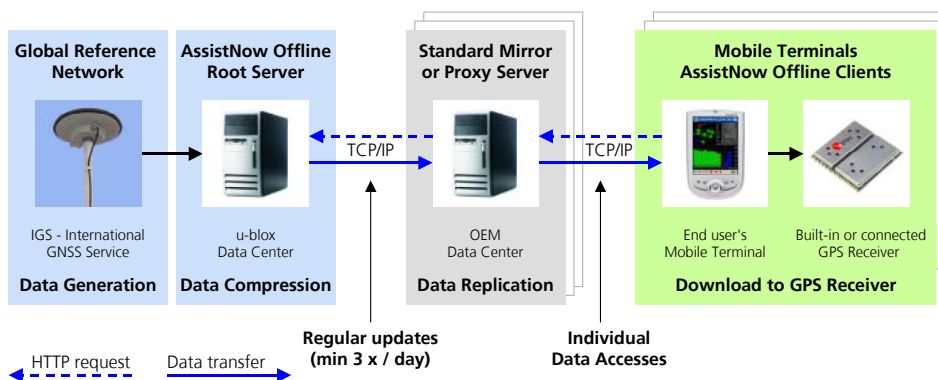 Global Reference
Network
AssistNow Offline
Root Server
Standard Mirror
or Proxy Server
Mobile Terminals
AssistNow Offline Clients
TCP/IP
TCP/IP
IGS - International
GNSS Service
u-blox
Data Center
OEM
Data Center
End user's
Mobile Terminal
Built-in or connected
GPS Receiver
Data Generation
Data Compression
Data Replication
Download to GPS Receiver
Regular updates
(min 3 x / day)
Individual
Data Accesses
HTTP request
Data transfer